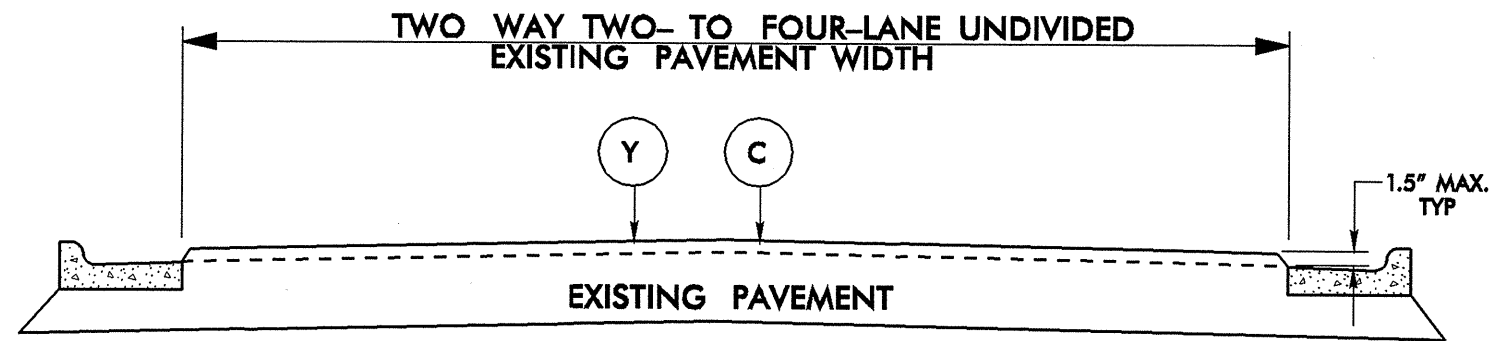 TWO WAY TWO– TO FOUR–LANE UNDIVIDED
EXISTING PAVEMENT WIDTH
Y
C
1.5" MAX.
TYP
EXISTING PAVEMENT